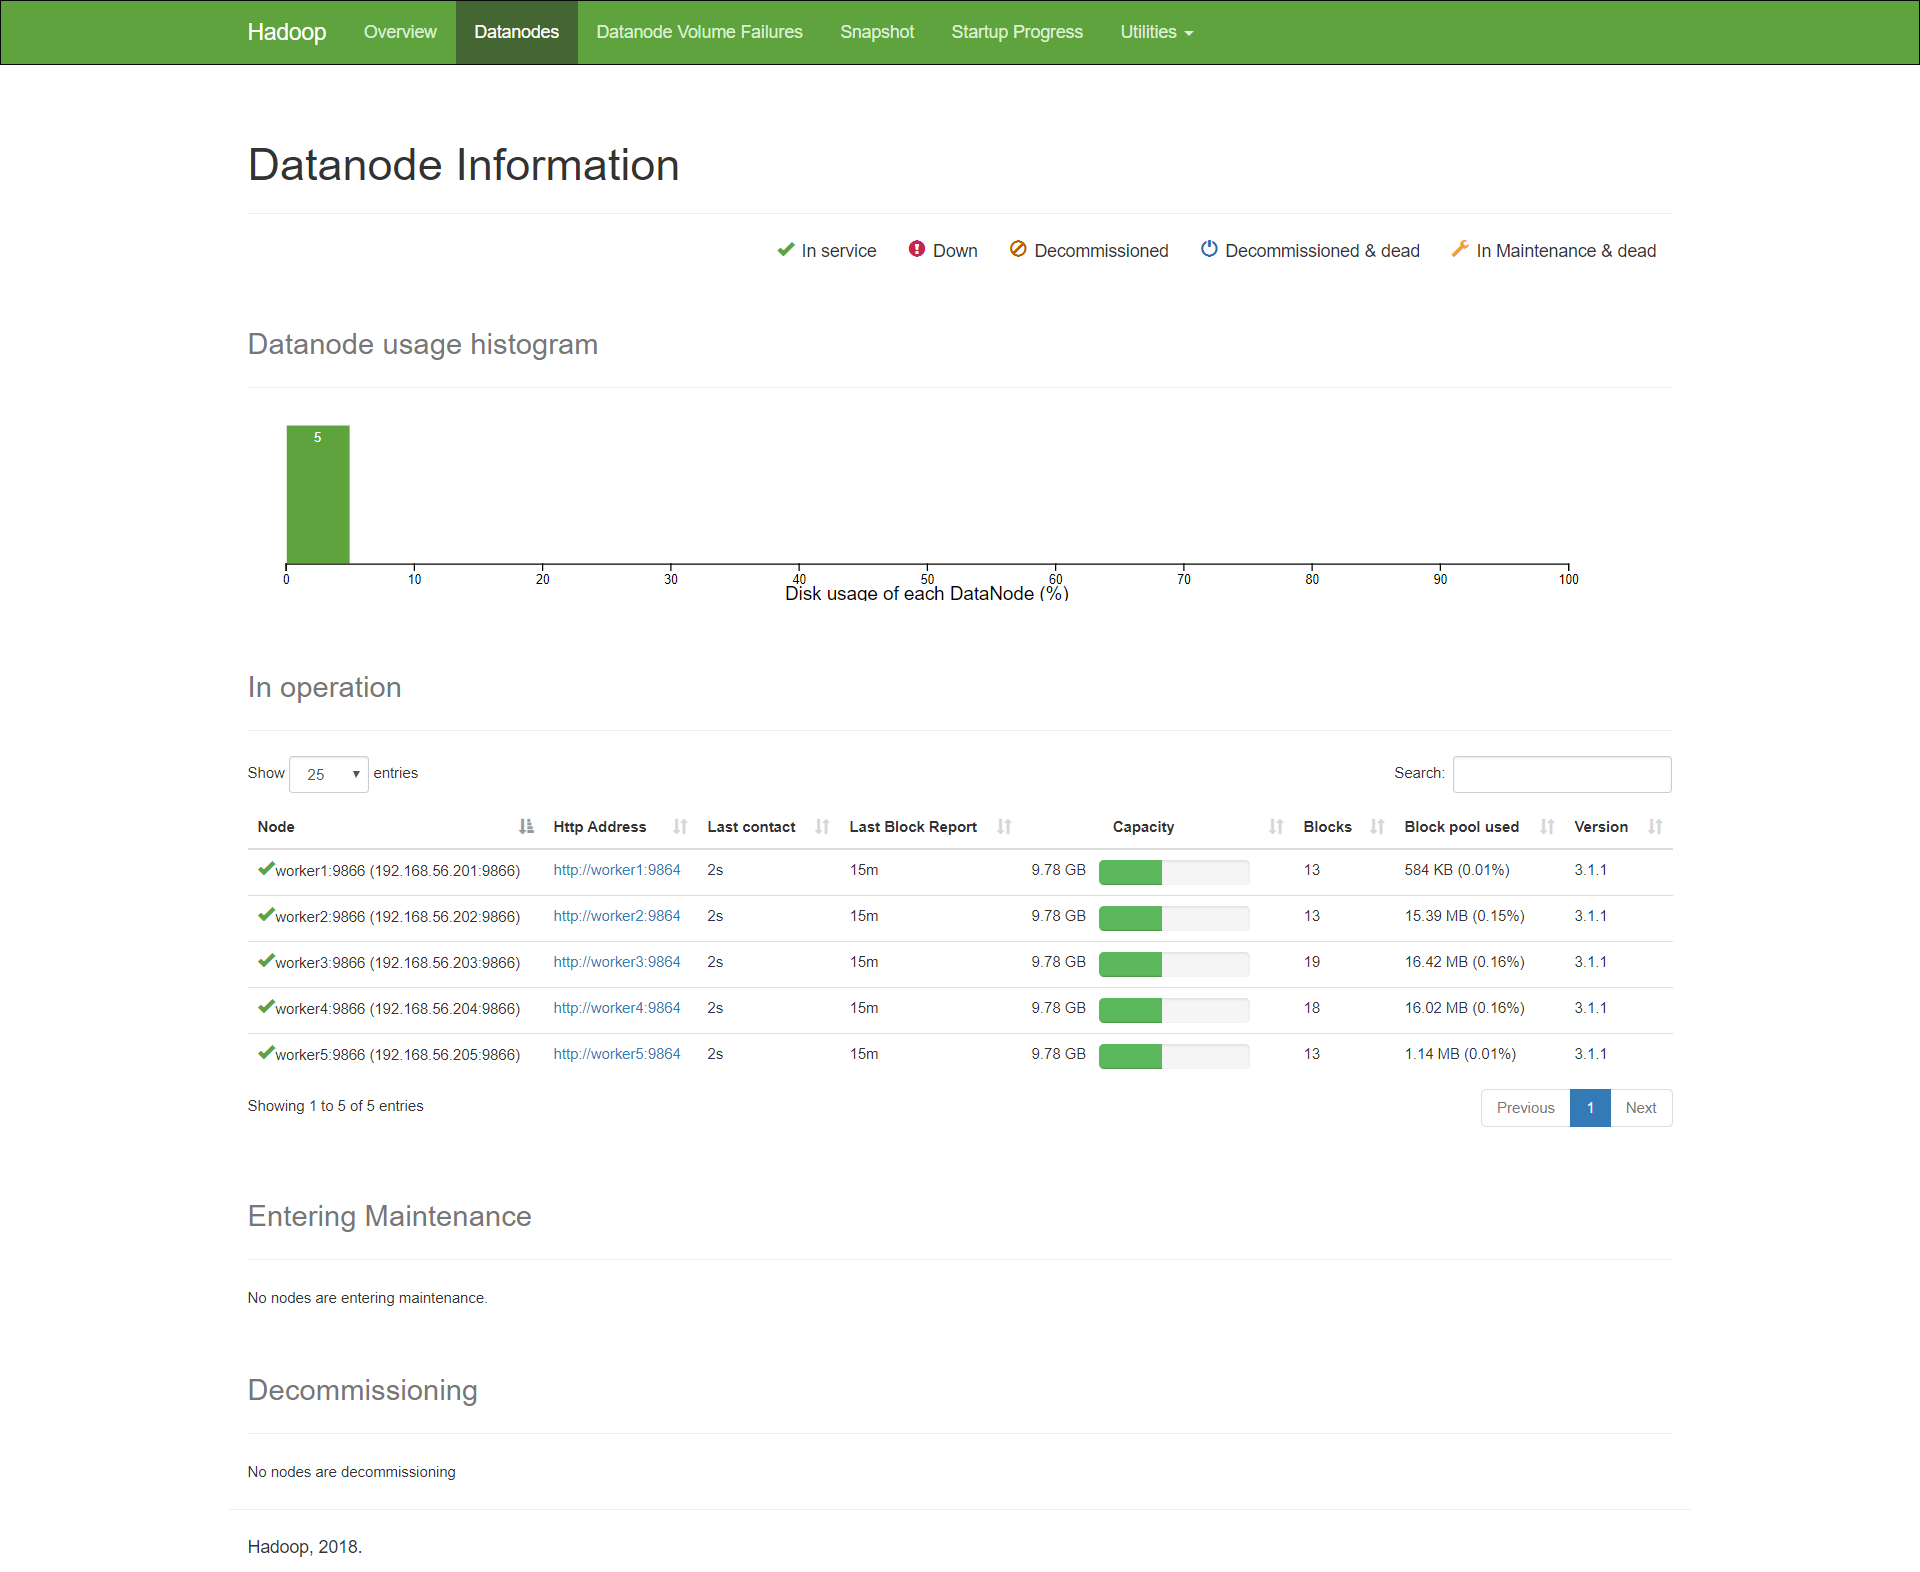 Hadoop Overview Datanodes Datanode Volume Failures Snapshot Startup Progress Utilities
Datanode Information
In service Down Decommissioned Decommissioned & dead In Maintenance & dead
Datanode usage histogram
5
0 10 20 30 40 50 60 70 80 90 100
Disk usage of each DataNode (%)
In operation
Show 25 entries Search:
Node Http Address Last contact Last Block Report Capacity Blocks Block pool used Version
worker1:9866 (192.168.56.201:9866) http://worker1:9864 2s 15m 9.78 GB 13 584 KB (0.01%) 3.1.1
worker2:9866 (192.168.56.202:9866) http://worker2:9864 2s 15m 9.78 GB 13 15.39 MB (0.15%) 3.1.1
worker3:9866 (192.168.56.203:9866) http://worker3:9864 2s 15m 9.78 GB 19 16.42 MB (0.16%) 3.1.1
worker4:9866 (192.168.56.204:9866) http://worker4:9864 2s 15m 9.78 GB 18 16.02 MB (0.16%) 3.1.1
worker5:9866 (192.168.56.205:9866) http://worker5:9864 2s 15m 9.78 GB 13 1.14 MB (0.01%) 3.1.1
Showing 1 to 5 of 5 entries Previous 1 Next
Entering Maintenance
No nodes are entering maintenance.
Decommissioning
No nodes are decommissioning
Hadoop, 2018.